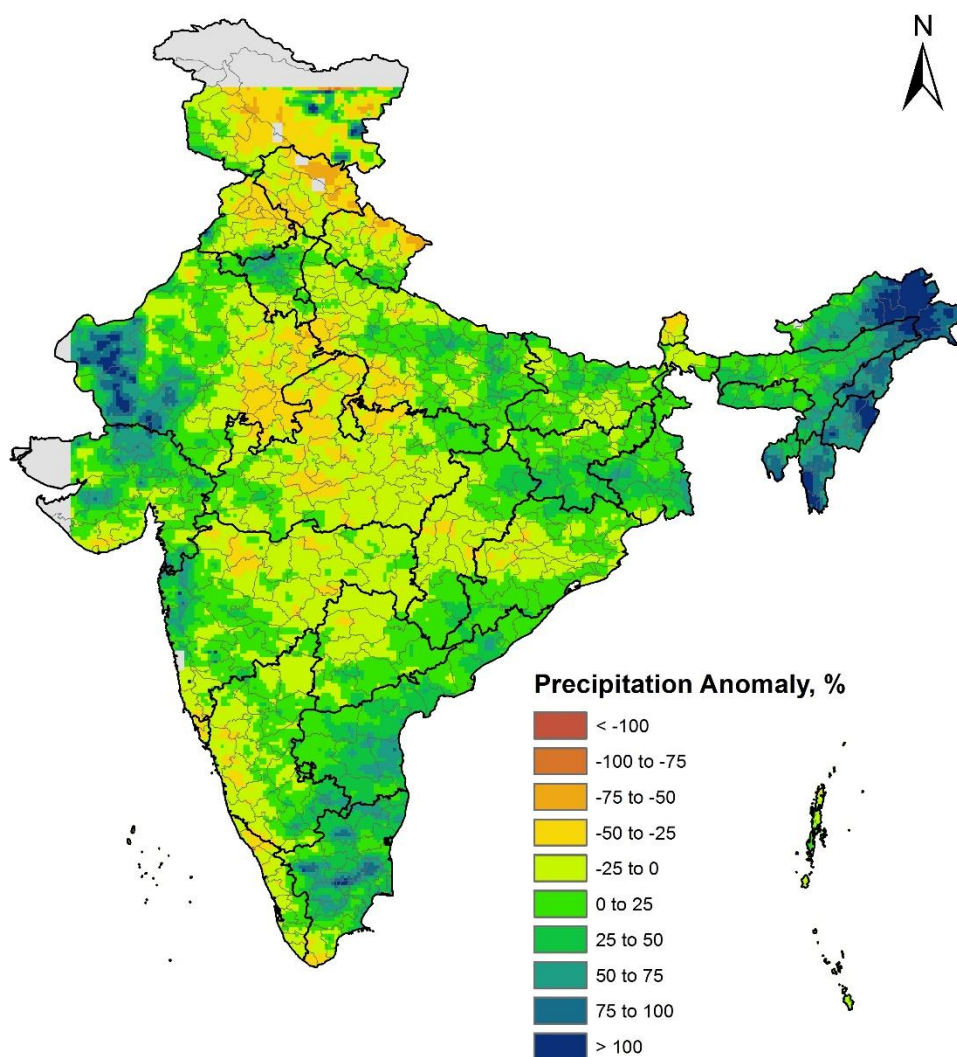 N
Precipitation Anomaly, %
< -100
-100 to -75
-75 to -50
-50 to -25
-25 to 0
0 to 25
25 to 50
50 to 75
75 to 100
> 100